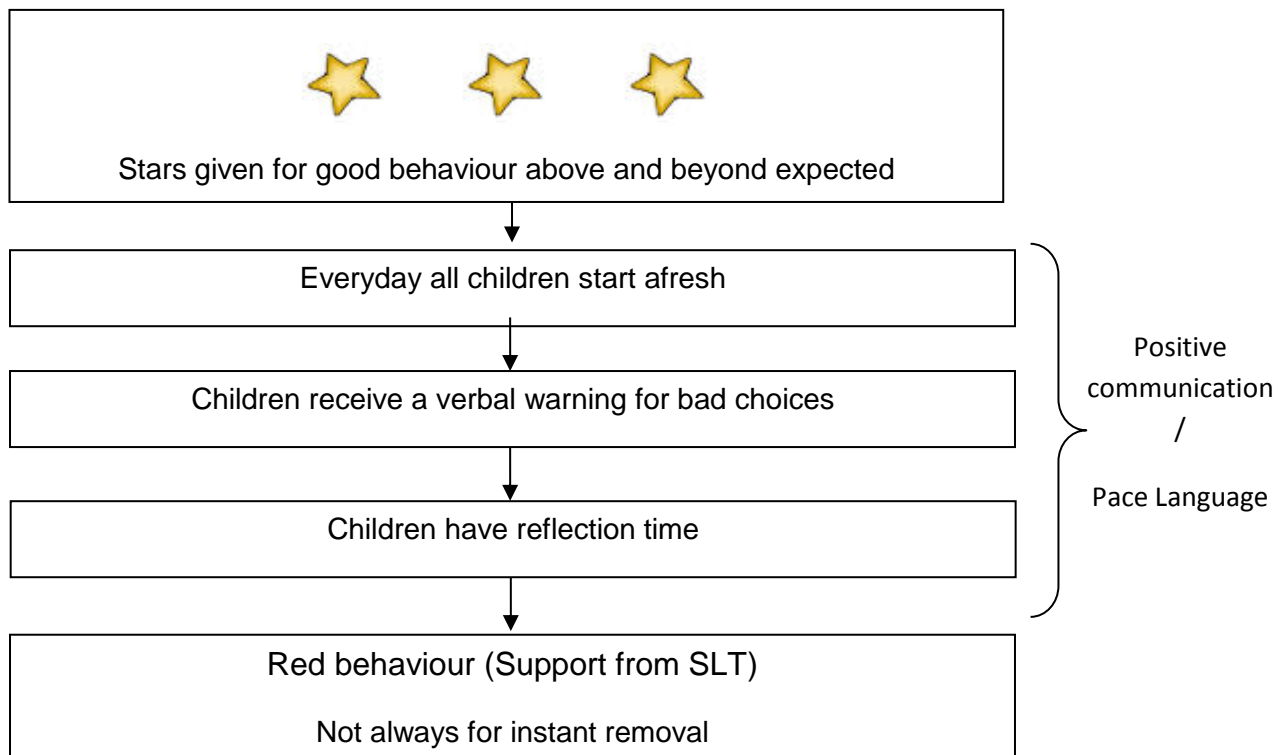 Stars given for good behaviour above and beyond expected
Everyday all children start afresh
Children receive a verbal warning for bad choices
Children have reflection time
Positive
communication
/
Pace Language
Red behaviour (Support from SLT)
Not always for instant removal